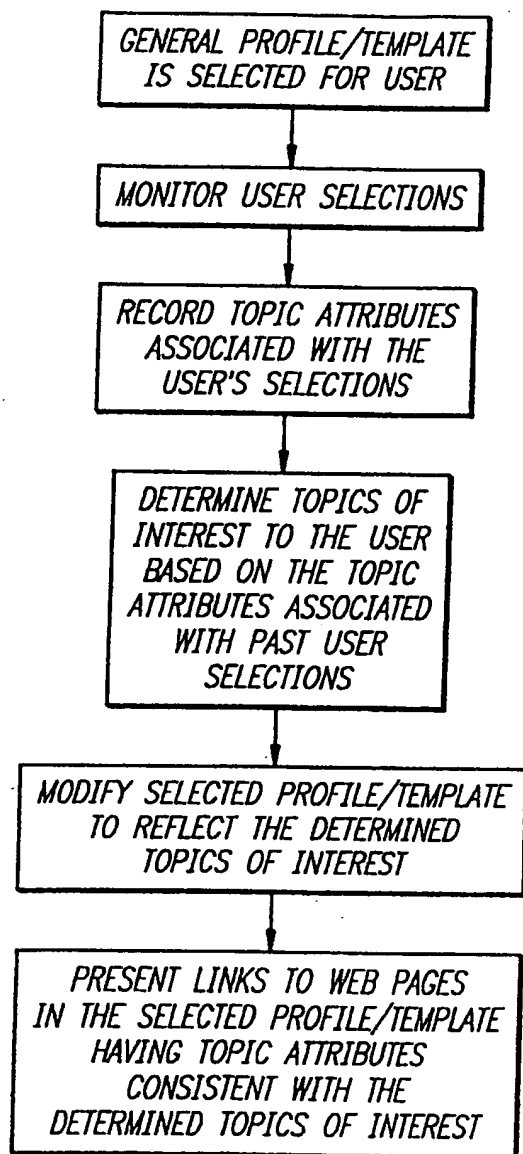 GENERAL PROFILE/TEMPLATE
IS SELECTED FOR USER
MONITOR USER SELECTIONS
RECORD TOPIC ATTRIBUTES
ASSOCIATED WITH THE
USER'S SELECTIONS
DETERMINE TOPICS OF
INTEREST TO THE USER
BASED ON THE TOPIC
ATTRIBUTES ASSOCIATED
WITH PAST USER
SELECTIONS
MODIFY SELECTED PROFILE/TEMPLATE
TO REFLECT THE DETERMINED
TOPICS OF INTEREST
PRESENT LINKS TO WEB PAGES
IN THE SELECTED PROFILE/TEMPLATE
HAVING TOPIC ATTRIBUTES
CONSISTENT WITH THE
DETERMINED TOPICS OF INTEREST